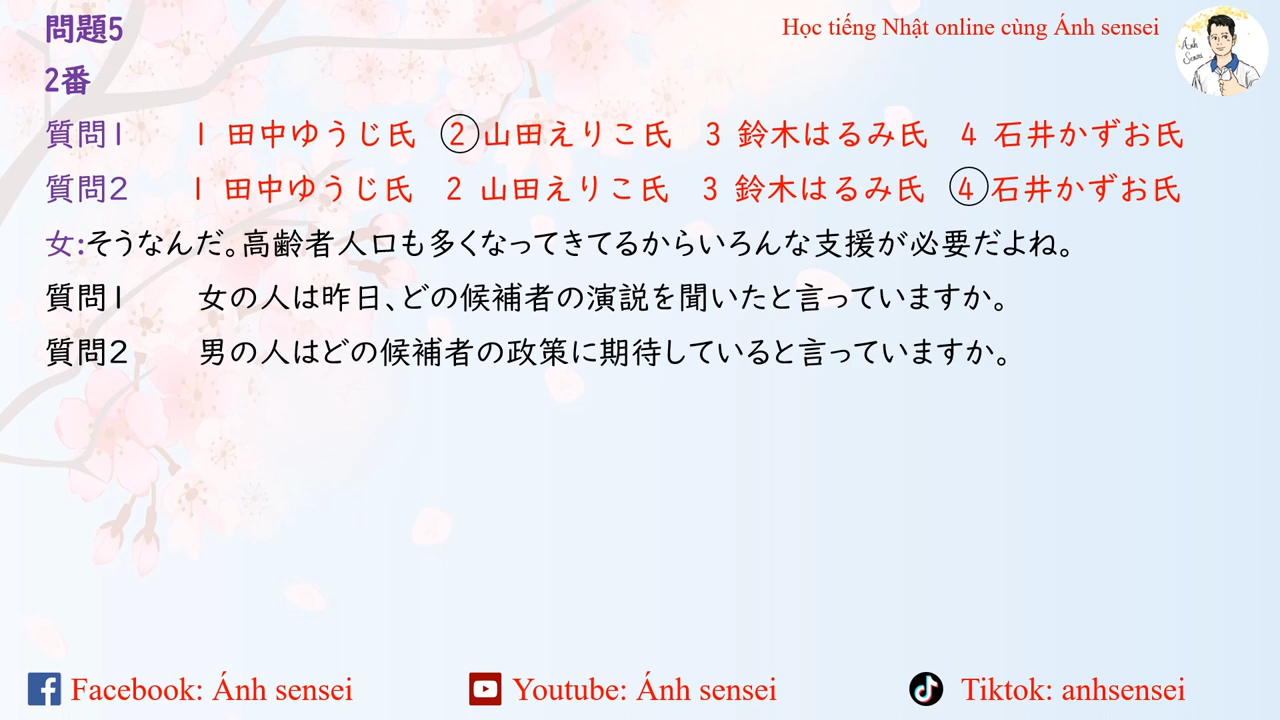 問題5
Học tiếng Nhật online cùng Ánh sensei
Ánh Sensei
2番
質問1 1 田中ゆうじ氏 2 山田えりこ氏 3 鈴木はるみ氏 4 石井かずお氏
質問2 1 田中ゆうじ氏 2 山田えりこ氏 3 鈴木はるみ氏 4 石井かずお氏
女:そうなんだ。高齢者人口も多くなってきてるからいろんな支援が必要だよね。
質問1 女の人は昨日、どの候補者の演説を聞いたと言っていますか。
質問2 男の人はどの候補者の政策に期待していると言っていますか。
Facebook: Ánh sensei
Youtube: Ánh sensei
Tiktok: anhsensei